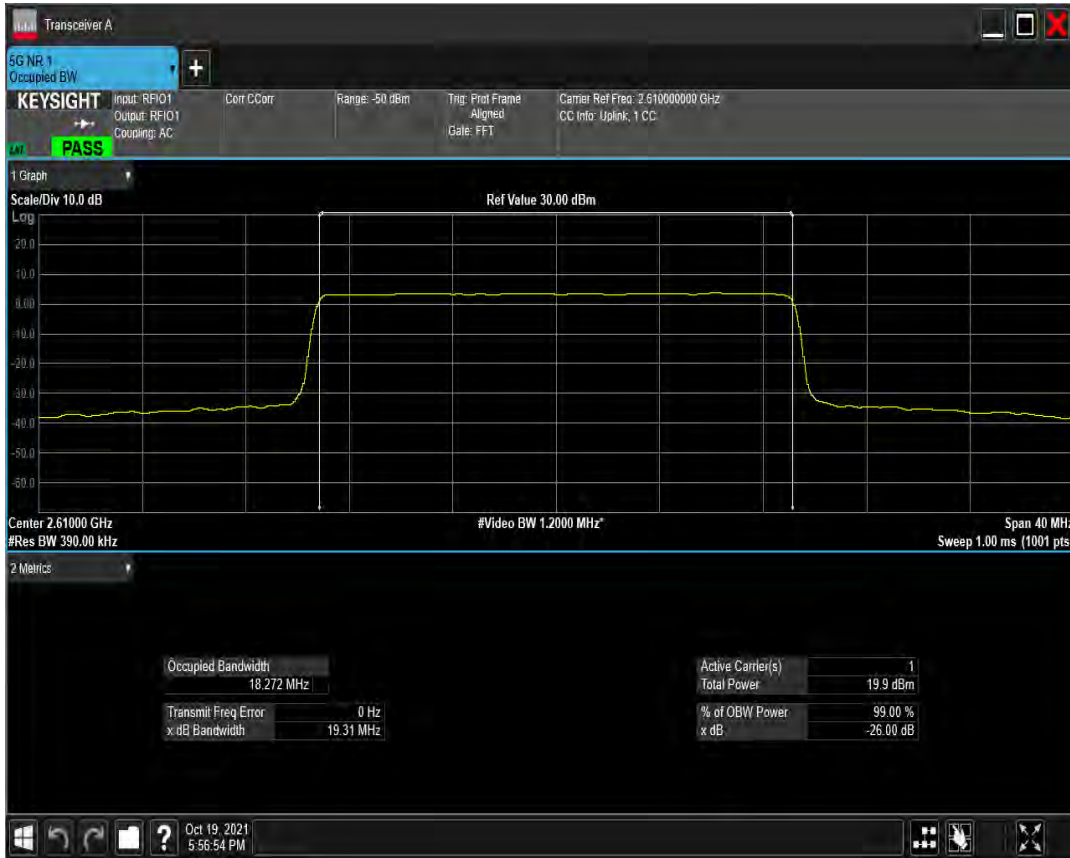 Transceiver A
5G NR 1
Occupied BW
+
KEYSIGHT
PASS
Input: RFIO1
Output: RFIO1
Coupling: AC
Corr CCorr
Range: -50 dBm
Trig: Prot Frame
Aligned
Gate: FFT
Carrier Ref Freq: 2.610000000 GHz
CC Info: Uplink, 1 CC
1 Graph
Scale/Div 10.0 dB
Ref Value 30.00 dBm
Log
20.0
10.0
0.00
-10.0
-20.0
-30.0
-40.0
-50.0
-60.0
Center 2.61000 GHz
#Video BW 1.2000 MHz*
Span 40 MHz
#Res BW 390.00 kHz
Sweep 1.00 ms (1001 pts
2 Metrics
Occupied Bandwidth
18.272 MHz
Transmit Freq Error 0 Hz
x dB Bandwidth 19.31 MHz
Active Carrier(s) 1
Total Power 19.9 dBm
% of OBW Power 99.00 %
x dB -26.00 dB
?
Oct 19, 2021
5:56:54 PM